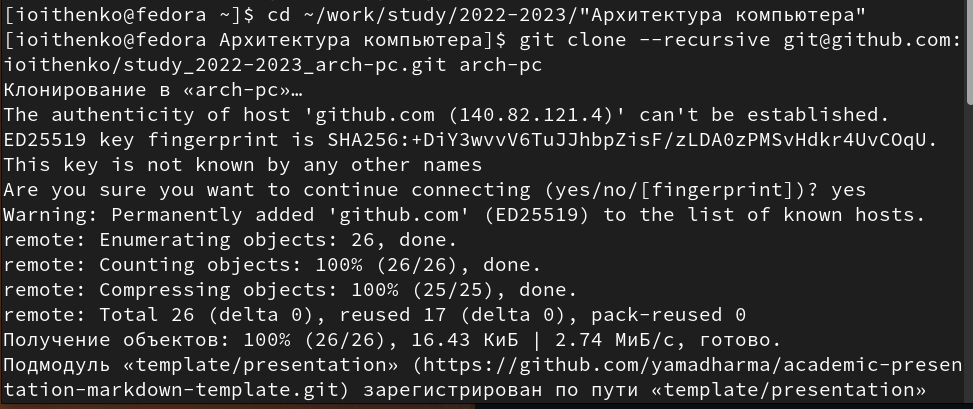 [ioithenko@fedora ~]$ cd ~/work/study/2022-2023/"Архитектура компьютера"
[ioithenko@fedora Архитектура компьютера]$ git clone --recursive git@github.com:
ioithenko/study_2022-2023_arch-pc.git arch-pc
Клонирование в «arch-pc»…
The authenticity of host 'github.com (140.82.121.4)' can't be established.
ED25519 key fingerprint is SHA256:+DiY3wvvV6TuJJhbpZisF/zLDA0zPMSvHdkr4UvCOqU.
This key is not known by any other names
Are you sure you want to continue connecting (yes/no/[fingerprint])? yes
Warning: Permanently added 'github.com' (ED25519) to the list of known hosts.
remote: Enumerating objects: 26, done.
remote: Counting objects: 100% (26/26), done.
remote: Compressing objects: 100% (25/25), done.
remote: Total 26 (delta 0), reused 17 (delta 0), pack-reused 0
Получение объектов: 100% (26/26), 16.43 КиБ | 2.74 МиБ/с, готово.
Подмодуль «template/presentation» (https://github.com/yamadharma/academic-presen
tation-markdown-template.git) зарегистрирован по пути «template/presentation»